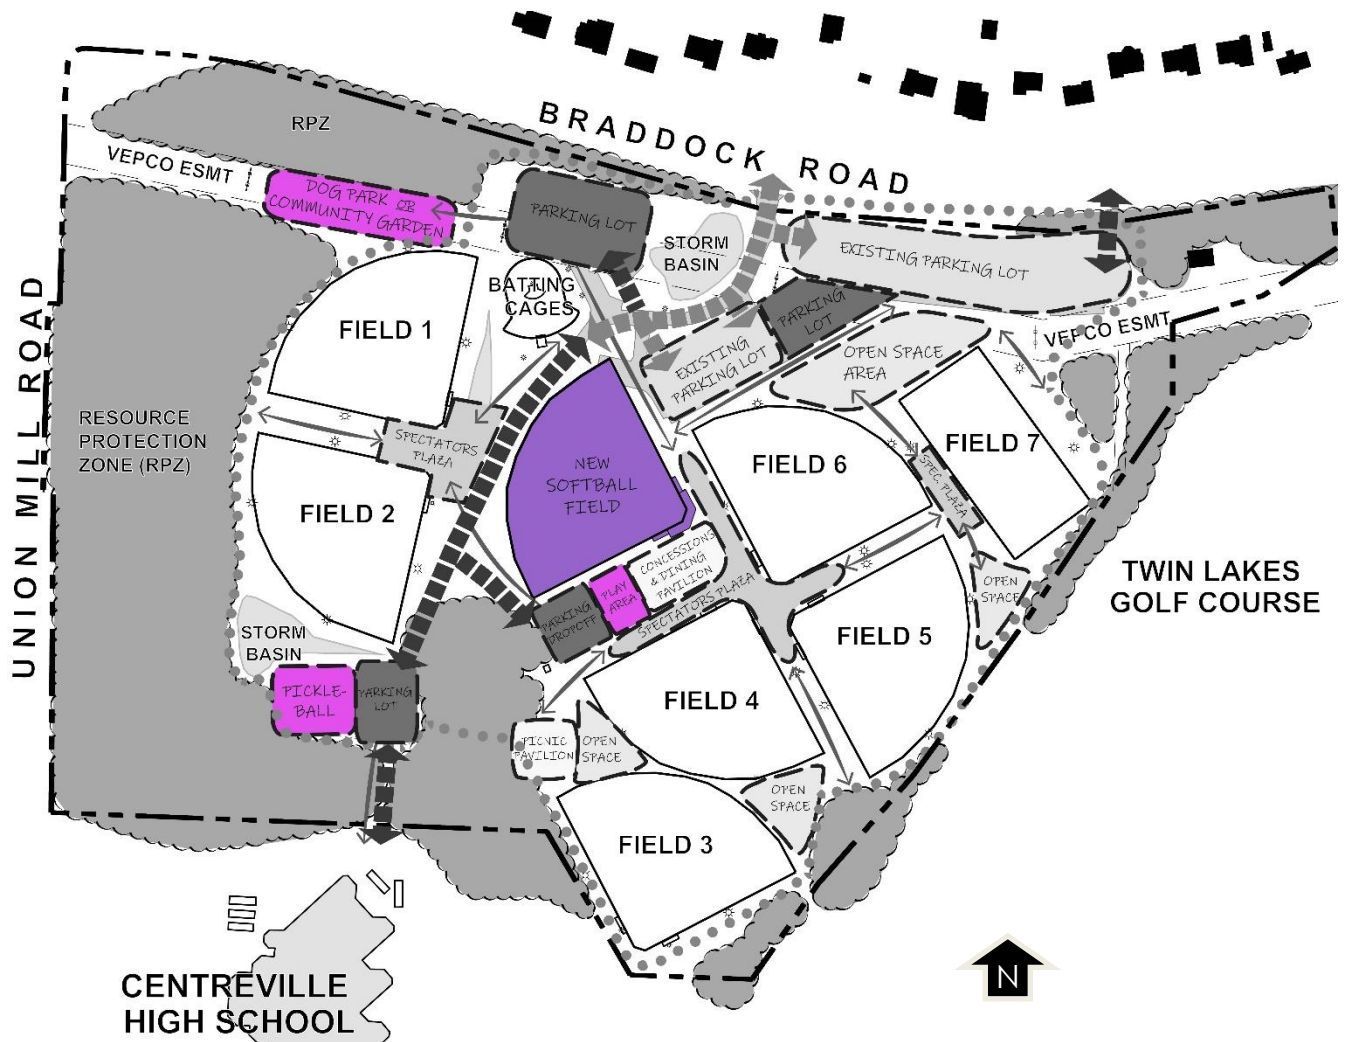 BRADDOCK ROAD
RPZ
VEPCO ESMT
DOG PARK OR
COMMUNITY GARDEN
PARKING LOT
STORM
BASIN
EXISTING PARKING LOT
BATTING
CAGES
PARKING
LOT
VEPCO ESMT
FIELD 1
EXISTING
PARKING LOT
OPEN SPACE
AREA
UNION MILL ROAD
RESOURCE
PROTECTION
ZONE (RPZ)
SPECTATORS
PLAZA
NEW
SOFTBALL
FIELD
FIELD 6
FIELD 7
SPEC. PLAZA
FIELD 2
CONCESSIONS
& DINING
PAVILION
PLAY
AREA
PARKING
DROPOFF
SPECTATORS PLAZA
OPEN
SPACE
TWIN LAKES
GOLF COURSE
STORM
BASIN
FIELD 5
PICKLE-
BALL
PARKING
LOT
FIELD 4
PICNIC
PAVILION
OPEN
SPACE
OPEN
SPACE
FIELD 3
CENTREVILLE
HIGH SCHOOL
N